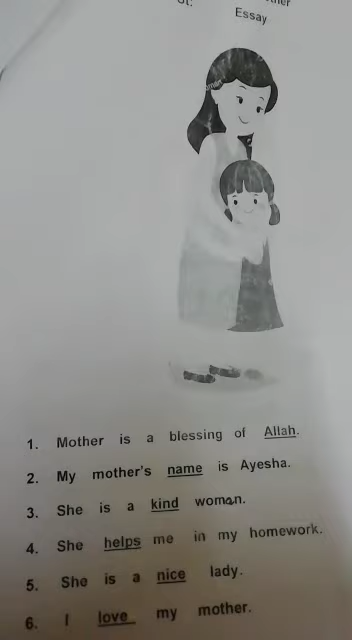 Essay
1. Mother is a blessing of Allah.
2. My mother's name is Ayesha.
3. She is a kind woman.
4. She helps me in my homework.
5. She is a nice lady.
6. I love my mother.